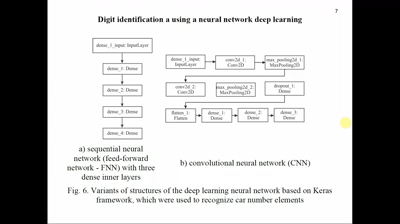 7
Digit identification a using a neural network deep learning
dense_1_input: InputLayer
dense_1: Dense
dense_2: Dense
dense_3: Dense
dense_4: Dense
dense_1_input: InputLayer
conv2d_1: Conv2D
max_pooling2d_1: MaxPooling2D
conv2d_2: Conv2D
max_pooling2d_2: MaxPooling2D
dropout_1: Dense
flatten_1: Flatten
dense_1: Dense
dense_2: Dense
dense_3: Dense
a) sequential neural
network (feed-forward
network - FNN) with three
dense inner layers
b) convolutional neural network (CNN)
Fig. 6. Variants of structures of the deep learning neural network based on Keras
framework, which were used to recognize car number elements